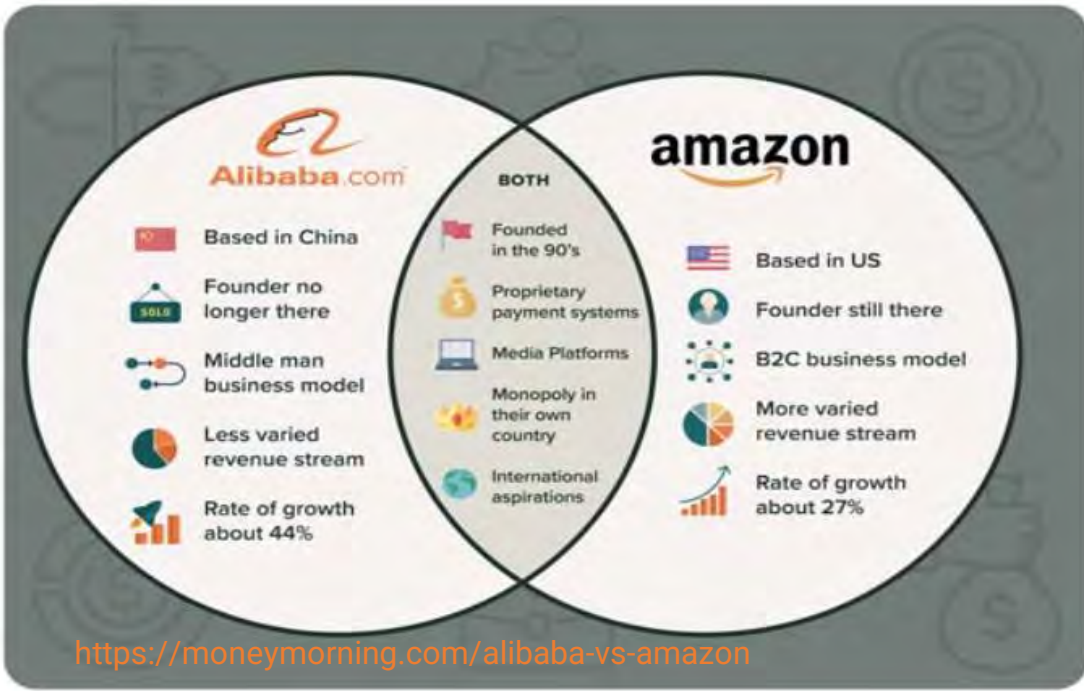 Alibaba.com
Based in China
Founder no
longer there
SOLD
Middle man
business model
Less varied
revenue stream
Rate of growth
about 44%
BOTH
Founded
in the 90's
Proprietary
payment systems
Media Platforms
Monopoly in
their own
country
International
aspirations
amazon
Based in US
Founder still there
B2C business model
More varied
revenue stream
Rate of growth
about 27%
https://moneymorning.com/alibaba-vs-amazon